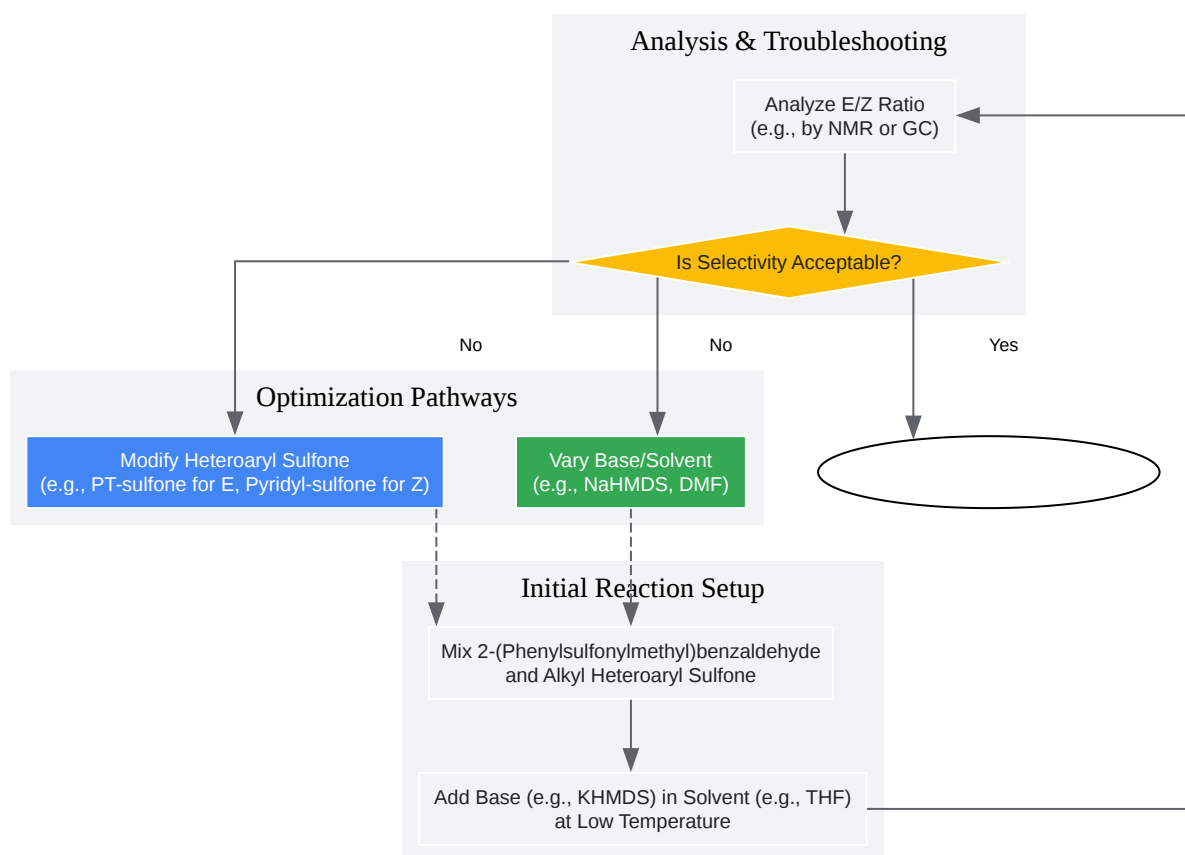 Analysis & Troubleshooting
Analyze E/Z Ratio
(e.g., by NMR or GC)
Is Selectivity Acceptable?
No
No
Yes
Optimization Pathways
Modify Heteroaryl Sulfone
(e.g., PT-sulfone for E, Pyridyl-sulfone for Z)
Vary Base/Solvent
(e.g., NaHMDS, DMF)
Initial Reaction Setup
Mix 2-(Phenylsulfonylmethyl)benzaldehyde
and Alkyl Heteroaryl Sulfone
Add Base (e.g., KHMDS) in Solvent (e.g., THF)
at Low Temperature